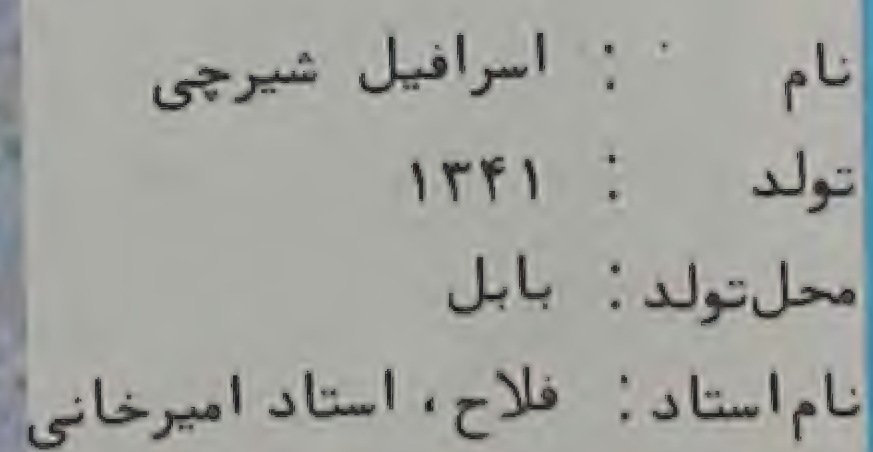 نام : اسرافیل شیرچی
تولد : ۱۳۴۱
محل‌تولد : بابل
نام استاد : فلاح، استاد امیرخانی